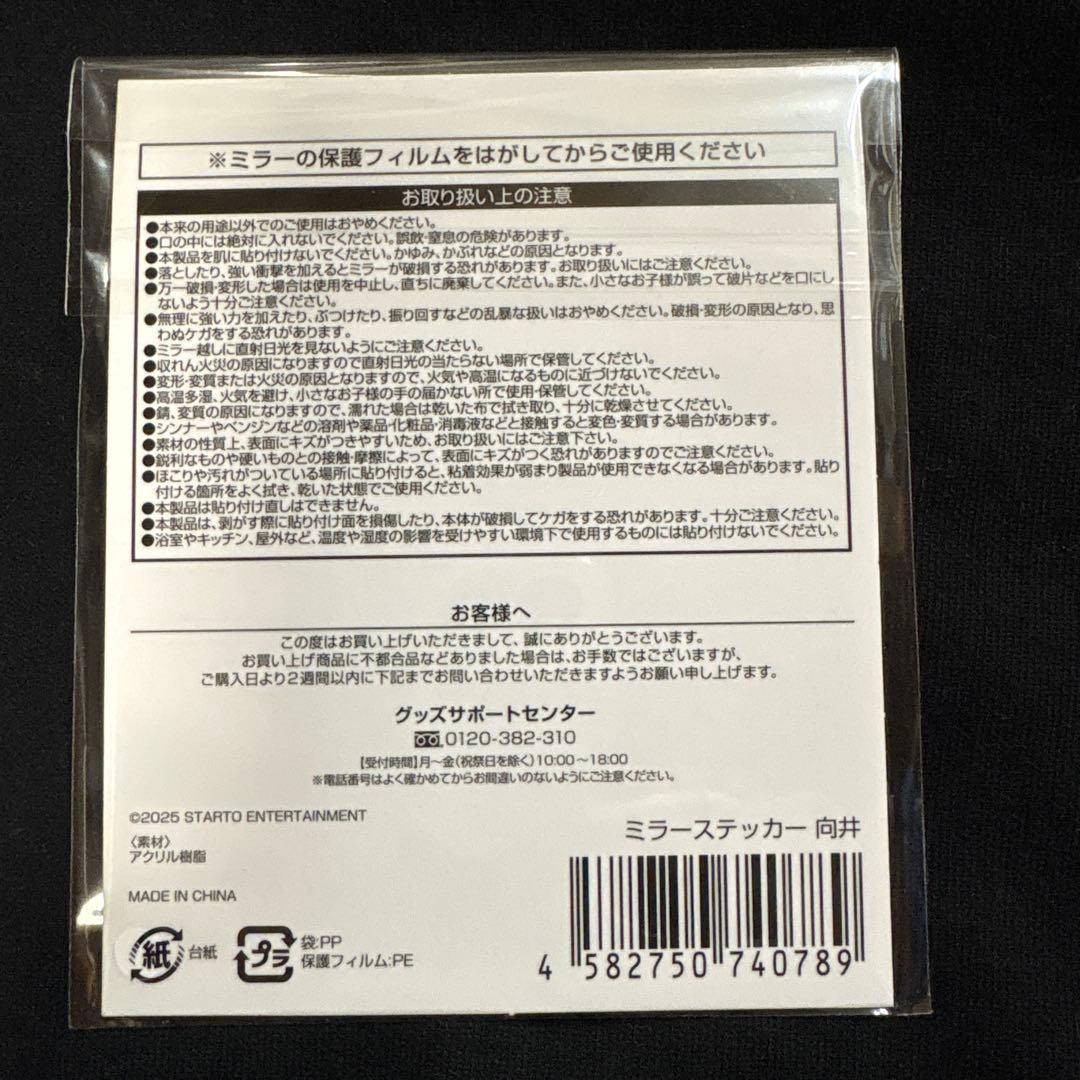 ※ミラーの保護フィルムをはがしてからご使用ください
お取り扱い上の注意
●本来の用途以外でのご使用はおやめください。
●口の中には絶対に入れないでください。誤飲・窒息の危険があります。
●本製品を肌に貼り付けないでください。かゆみ、かぶれなどの原因となります。
●落としたり、強い衝撃を加えるとミラーが破損する恐れがあります。お取り扱いにはご注意ください。
●万一破損・変形した場合は使用を中止し、直ちに廃棄してください。また、小さなお子様が誤って破片などを口にし
ないよう十分ご注意ください。
●無理に強い力を加えたり、ぶつけたり、振り回すなどの乱暴な扱いはおやめください。破損・変形の原因となり、思
わぬケガをする恐れがあります。
●ミラー越しに直射日光を見ないようにご注意ください。
●収れん火災の原因になりますので直射日光の当たらない場所で保管してください。
●変形・変質または火災の原因となりますので、火気や高温になるものに近づけないでください。
●高温多湿、火気を避け、小さなお子様の手の届かない所で使用・保管してください。
●錆、変質の原因になりますので、濡れた場合は乾いた布で拭き取り、十分に乾燥させてください。
●シンナーやベンジンなどの溶剤や薬品・化粧品・消毒液などと接触すると変色・変質する場合があります。
●素材の性質上、表面にキズがつきやすいため、お取り扱いにはご注意下さい。
●鋭利なものや硬いものとの接触・摩擦によって、表面にキズがつく恐れがありますのでご注意ください。
●ほこりや汚れがついている場所に貼り付けると、粘着効果が弱まり製品が使用できなくなる場合があります。貼り
付ける箇所をよく拭き、乾いた状態でご使用ください。
●本製品は貼り付け直しはできません。
●本製品は、剥がす際に貼り付け面を損傷したり、本体が破損してケガをする恐れがあります。十分ご注意ください。
●浴室やキッチン、屋外など、温度や湿度の影響を受けやすい環境下で使用するものには貼り付けないでください。
お客様へ
この度はお買い上げいただきまして、誠にありがとうございます。
お買い上げ商品に不都合品などありました場合は、お手数ではございますが、
ご購入日より2週間以内に下記までお問い合わせいただきますようお願い申し上げます。
グッズサポートセンター
0120-382-310
【受付時間】月〜金(祝祭日を除く)10:00〜18:00
※電話番号はよく確かめてからお間違いのないようにご注意ください。
©2025 STARTO ENTERTAINMENT
〈素材〉
アクリル樹脂
MADE IN CHINA
紙 台紙
プラ 袋:PP
保護フィルム:PE
ミラーステッカー 向井
4 582750 740789